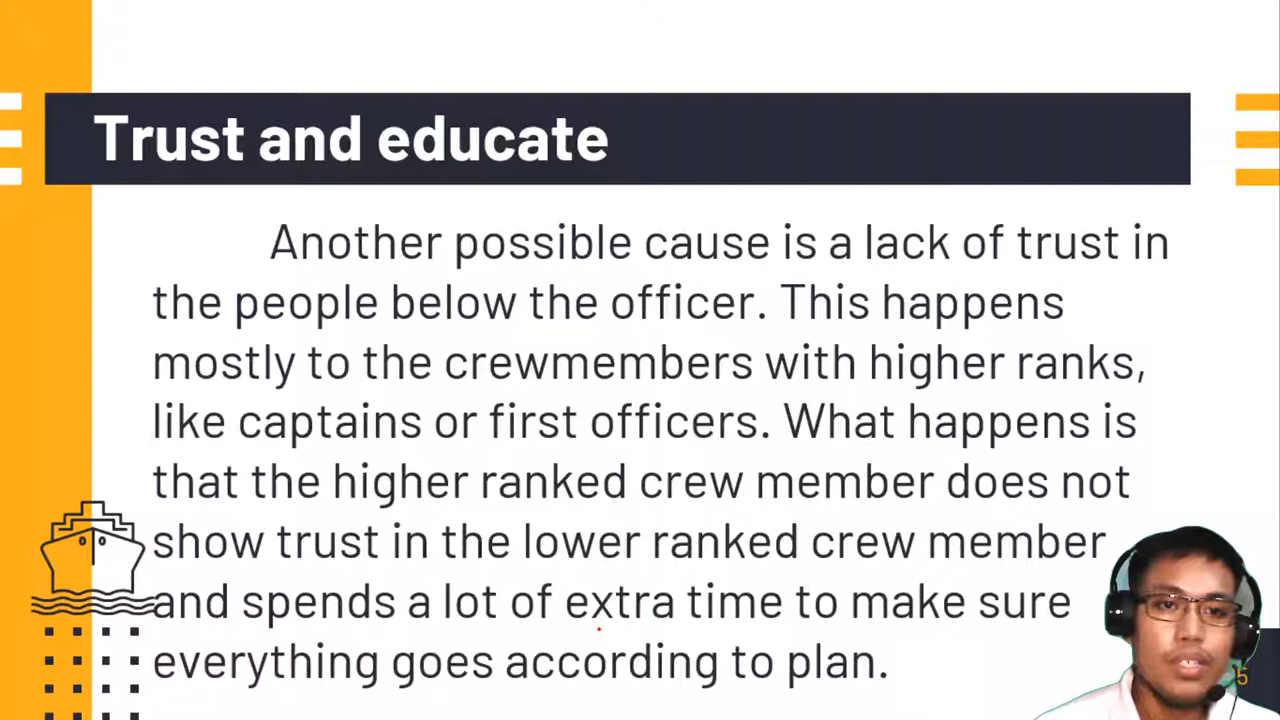 Trust and educate
Another possible cause is a lack of trust in
the people below the officer. This happens
mostly to the crewmembers with higher ranks,
like captains or first officers. What happens is
that the higher ranked crew member does not
show trust in the lower ranked crew member
and spends a lot of extra time to make sure
everything goes according to plan.